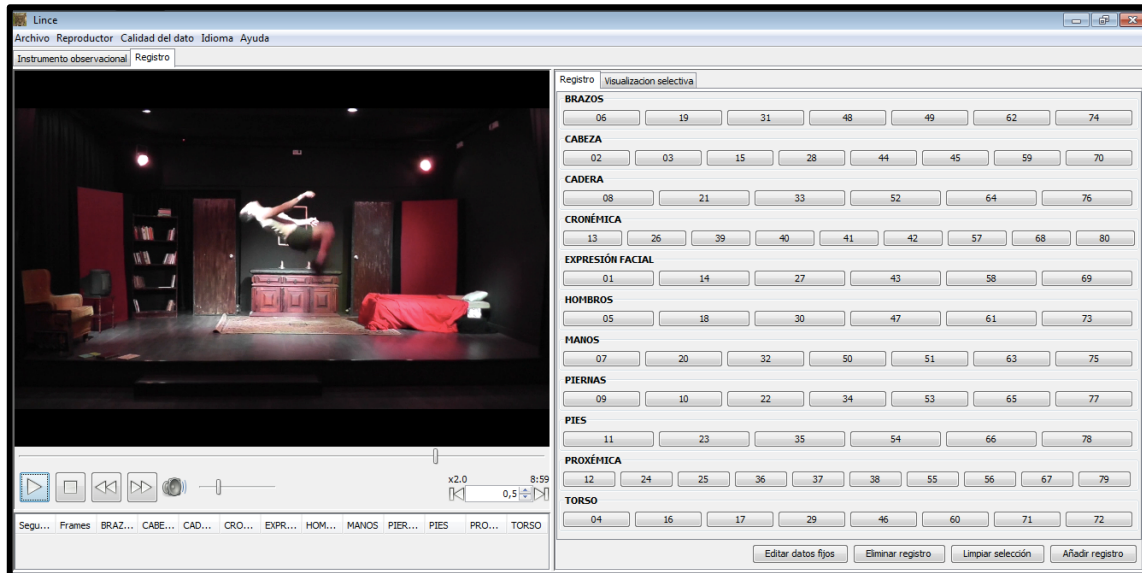 Lince
Archivo Reproductor Calidad del dato Idioma Ayuda
Instrumento observacional Registro
Registro Visualizacion selectiva
BRAZOS
06 19 31 48 49 62 74
CABEZA
02 03 15 28 44 45 59 70
CADERA
08 21 33 52 64 76
CRONÉMICA
13 26 39 40 41 42 57 68 80
EXPRESIÓN FACIAL
01 14 27 43 58 69
HOMBROS
05 18 30 47 61 73
MANOS
07 20 32 50 51 63 75
PIERNAS
09 10 22 34 53 65 77
PIES
11 23 35 54 66 78
PROXÉMICA
12 24 25 36 37 38 55 56 67 79
TORSO
04 16 17 29 46 60 71 72
x2.0 8:59
0,5
Segu... Frames BRAZ... CABE... CAD... CRO... EXPR... HOM... MANOS PIER... PIES PRO... TORSO
Editar datos fijos Eliminar registro Limpiar selección Añadir registro